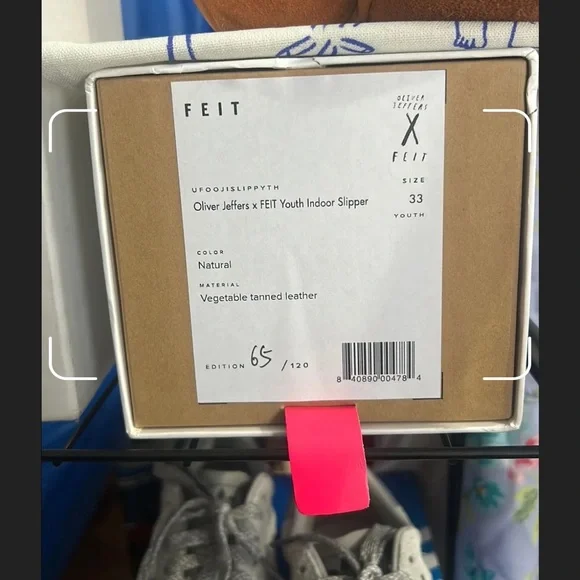 FEIT
OLIVER
JEFFERS
X
FEIT
UFOOJISLIPPYTH
Oliver Jeffers x FEIT Youth Indoor Slipper
SIZE
33
YOUTH
COLOR
Natural
MATERIAL
Vegetable tanned leather
EDITION 65 /120
8 40890 00478 4